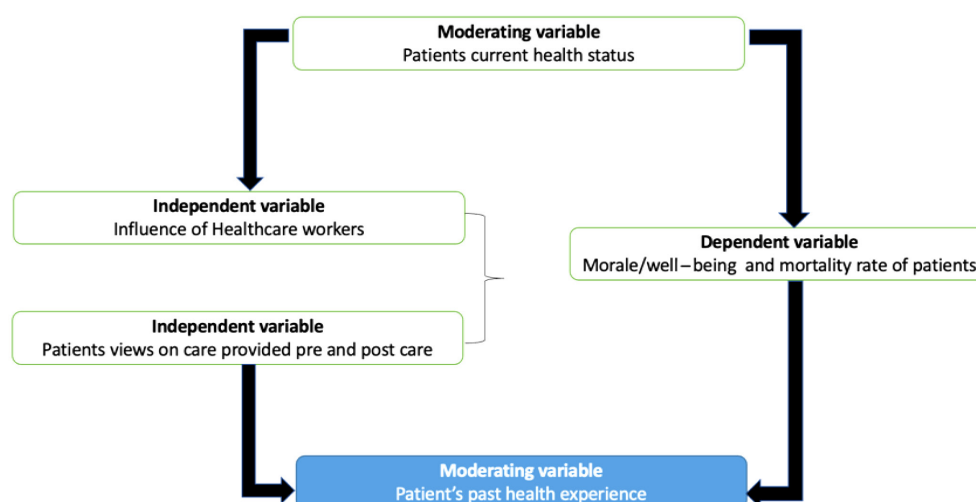 Moderating variable
Patients current health status
Independent variable
Influence of Healthcare workers
Dependent variable
Morale/well–being and mortality rate of patients
Independent variable
Patients views on care provided pre and post care
Moderating variable
Patient’s past health experience